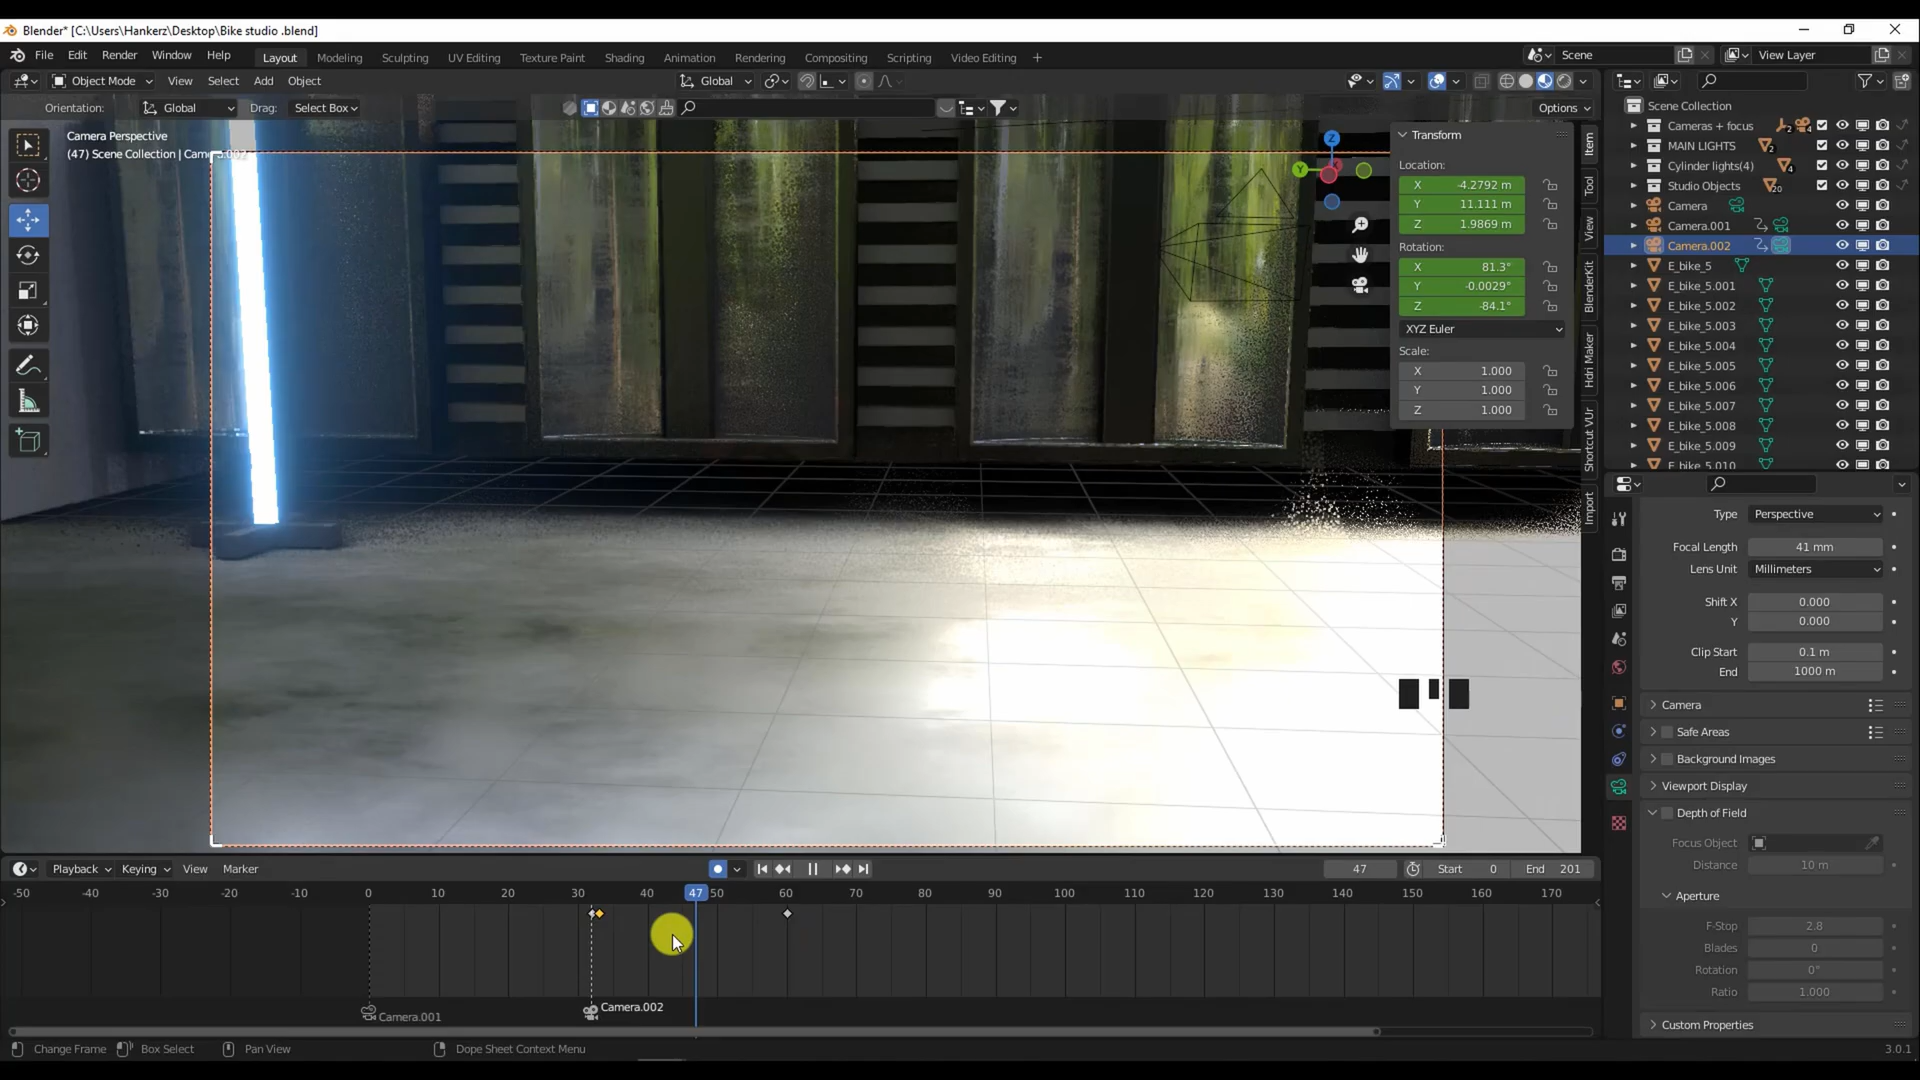 Blender* [C:\Users\Hankerz\Desktop\Bike studio .blend]
File Edit Render Window Help Layout Modeling Sculpting UV Editing Texture Paint Shading Animation Rendering Compositing Scripting Video Editing + Scene View Layer
Object Mode View Select Add Object Global
Orientation: Global Drag: Select Box Options
Camera Perspective
(47) Scene Collection | Camera.002
Z
Y
X
Transform
Location:
X -4.2792 m
Y 11.111 m
Z 1.9869 m
Rotation:
X 81.3°
Y -0.0029°
Z -84.1°
XYZ Euler
Scale:
X 1.000
Y 1.000
Z 1.000
Item
Tool
View
BlenderKit
Hdri Maker
Shortcut VUr
Import
Scene Collection
Cameras + focus 2 4
MAIN LIGHTS 2
Cylinder lights(4) 4
Studio Objects 20
Camera
Camera.001
Camera.002
E_bike_5
E_bike_5.001
E_bike_5.002
E_bike_5.003
E_bike_5.004
E_bike_5.005
E_bike_5.006
E_bike_5.007
E_bike_5.008
E_bike_5.009
E_bike_5.010
Type Perspective
Focal Length 41 mm
Lens Unit Millimeters
Shift X 0.000
Y 0.000
Clip Start 0.1 m
End 1000 m
Camera
Safe Areas
Background Images
Viewport Display
Depth of Field
Focus Object
Distance 10 m
Aperture
F-Stop 2.8
Blades 0
Rotation 0°
Ratio 1.000
Custom Properties
Playback Keying View Marker 47 Start 0 End 201
-50 -40 -30 -20 -10 0 10 20 30 40 47 50 60 70 80 90 100 110 120 130 140 150 160 170
Camera.001
Camera.002
Change Frame Box Select Pan View Dope Sheet Context Menu 3.0.1